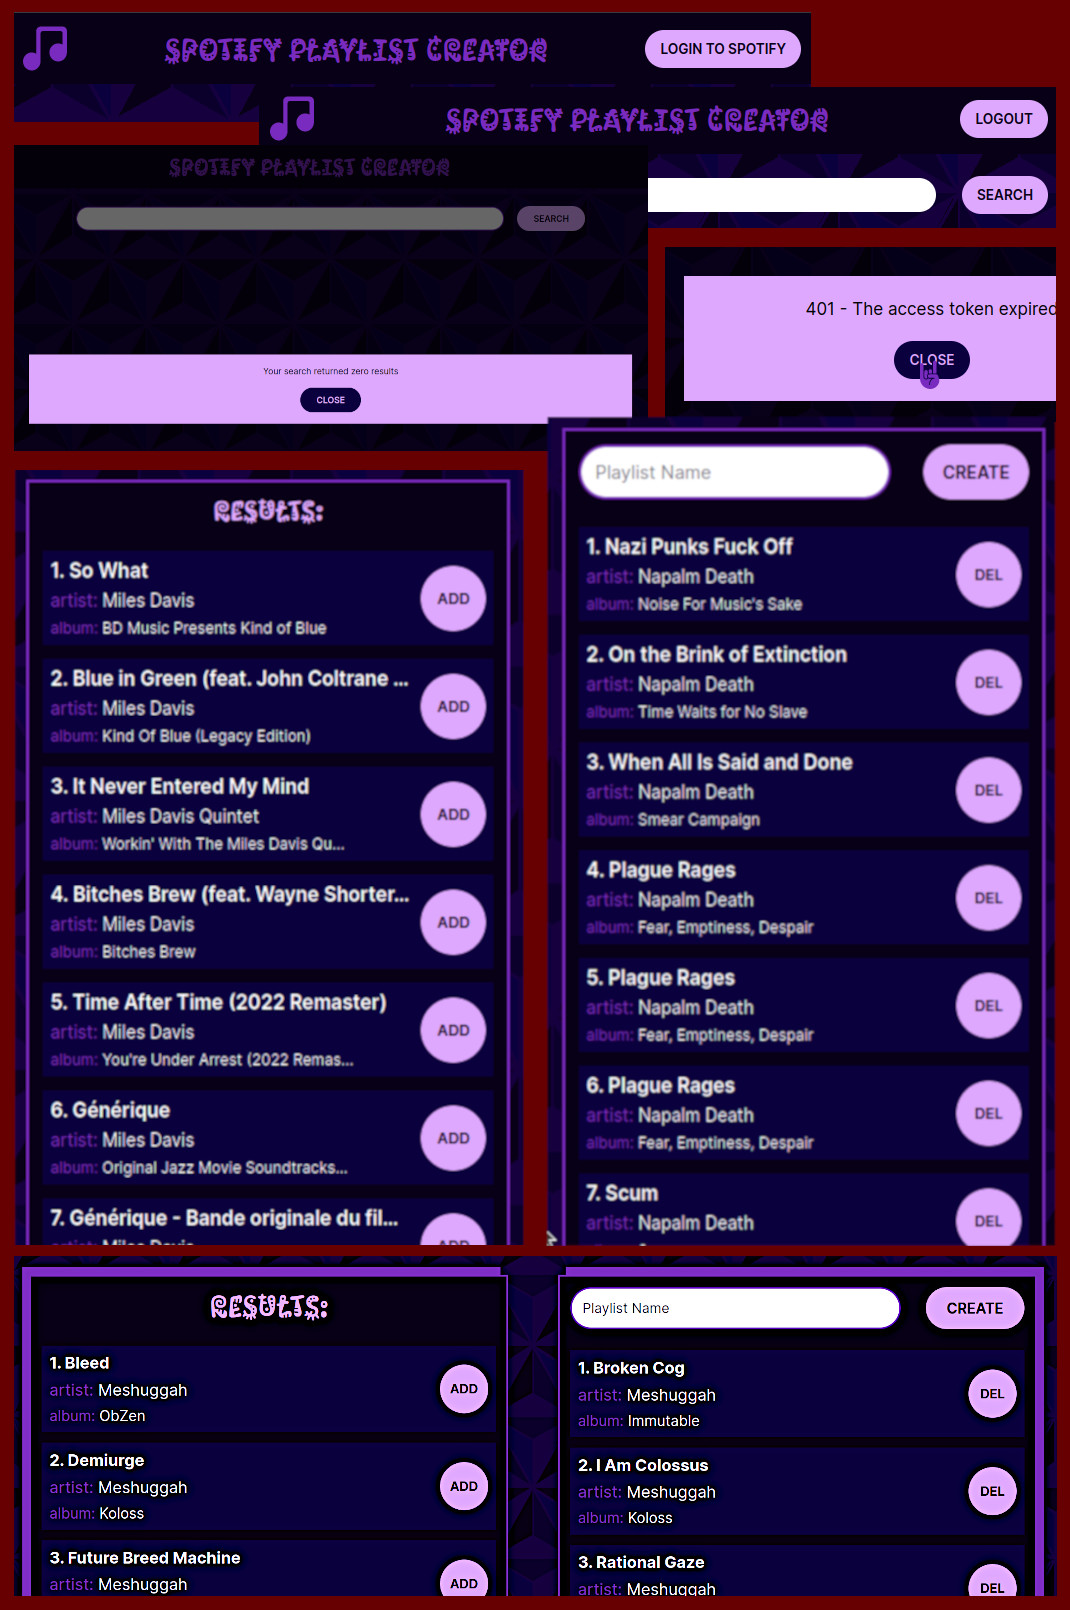 SPOTIFY PLAYLIST CREATOR
LOGIN TO SPOTIFY
SPOTIFY PLAYLIST CREATOR
LOGOUT
SEARCH
SPOTIFY PLAYLIST CREATOR
SEARCH
Your search returned zero results
CLOSE
401 - The access token expired
CLOSE
RESULTS:
1. So What
artist: Miles Davis
album: BD Music Presents Kind of Blue
ADD
2. Blue in Green (feat. John Coltrane ...
artist: Miles Davis
album: Kind Of Blue (Legacy Edition)
ADD
3. It Never Entered My Mind
artist: Miles Davis Quintet
album: Workin' With The Miles Davis Qu...
ADD
4. Bitches Brew (feat. Wayne Shorter...
artist: Miles Davis
album: Bitches Brew
ADD
5. Time After Time (2022 Remaster)
artist: Miles Davis
album: You're Under Arrest (2022 Remas...
ADD
6. Générique
artist: Miles Davis
album: Original Jazz Movie Soundtracks...
ADD
7. Générique - Bande originale du fil...
artist: Miles Davis
ADD
Playlist Name
CREATE
1. Nazi Punks Fuck Off
artist: Napalm Death
album: Noise For Music's Sake
DEL
2. On the Brink of Extinction
artist: Napalm Death
album: Time Waits for No Slave
DEL
3. When All Is Said and Done
artist: Napalm Death
album: Smear Campaign
DEL
4. Plague Rages
artist: Napalm Death
album: Fear, Emptiness, Despair
DEL
5. Plague Rages
artist: Napalm Death
album: Fear, Emptiness, Despair
DEL
6. Plague Rages
artist: Napalm Death
album: Fear, Emptiness, Despair
DEL
7. Scum
artist: Napalm Death
DEL
RESULTS:
1. Bleed
artist: Meshuggah
album: ObZen
ADD
2. Demiurge
artist: Meshuggah
album: Koloss
ADD
3. Future Breed Machine
artist: Meshuggah
ADD
Playlist Name
CREATE
1. Broken Cog
artist: Meshuggah
album: Immutable
DEL
2. I Am Colossus
artist: Meshuggah
album: Koloss
DEL
3. Rational Gaze
artist: Meshuggah
DEL